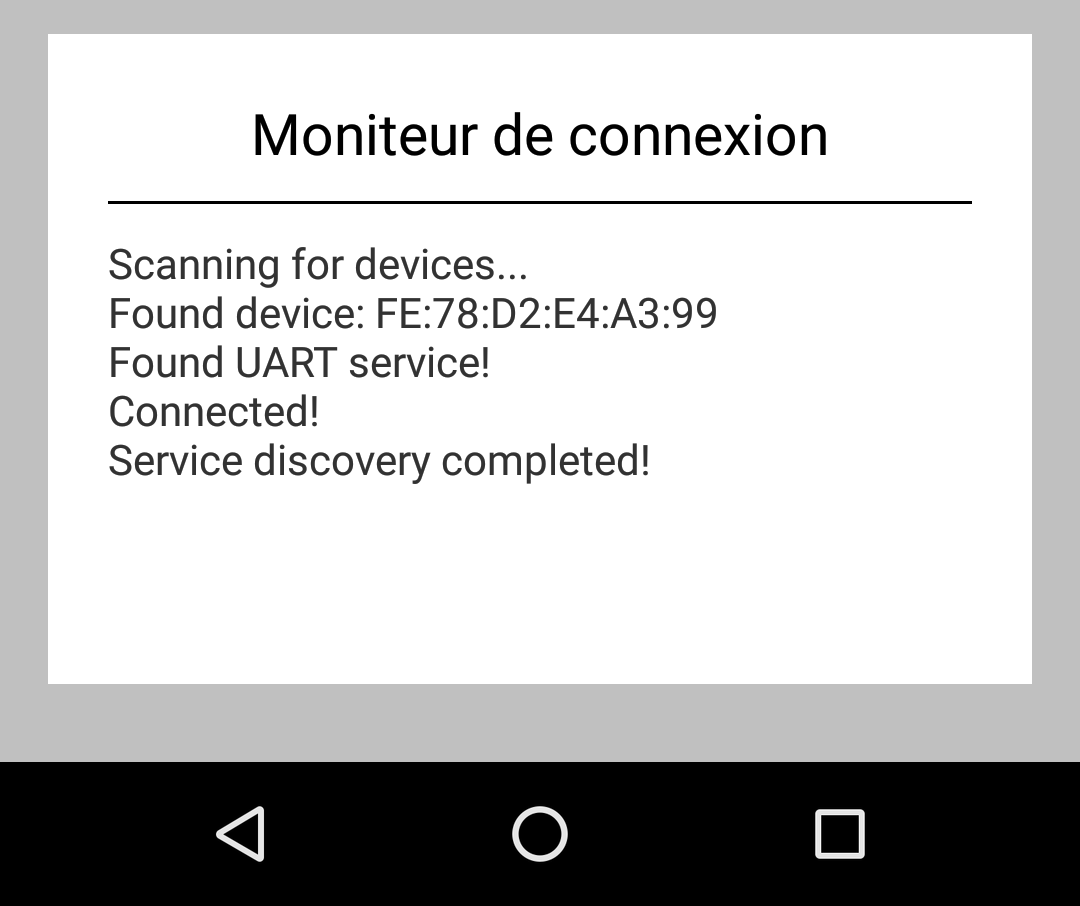 Moniteur de connexion
Scanning for devices...
Found device: FE:78:D2:E4:A3:99
Found UART service!
Connected!
Service discovery completed!